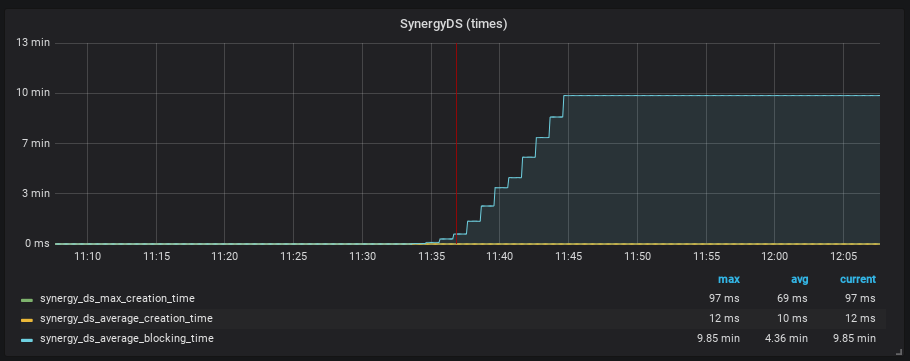 SynergyDS (times)
13 min
10 min
7 min
3 min
0 ms
11:10 11:15 11:20 11:25 11:30 11:35 11:40 11:45 11:50 11:55 12:00 12:05
max avg current
synergy_ds_max_creation_time 97 ms 69 ms 97 ms
synergy_ds_average_creation_time 12 ms 10 ms 12 ms
synergy_ds_average_blocking_time 9.85 min 4.36 min 9.85 min